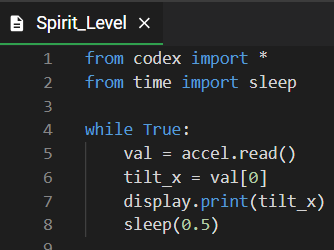 Spirit_Level ×
1 from codex import *
2 from time import sleep
3
4 while True:
5     val = accel.read()
6     tilt_x = val[0]
7     display.print(tilt_x)
8     sleep(0.5)
9